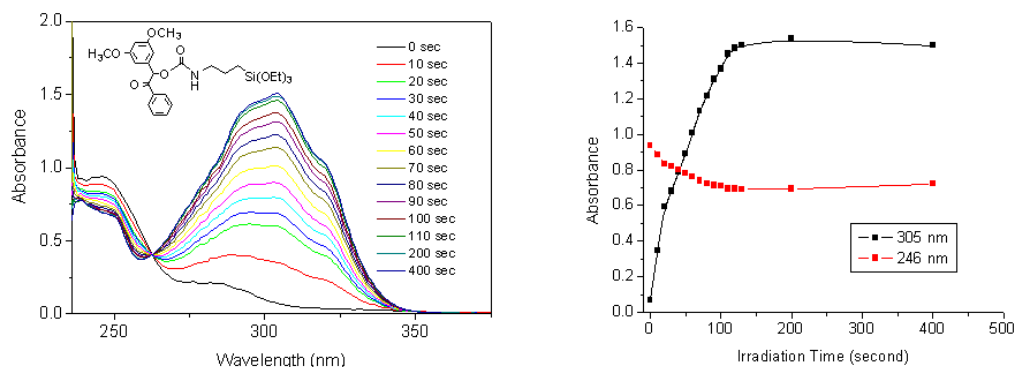 2.0
1.5
1.0
0.5
0.0
Absorbance
OCH₃
CH₃O
O
O
O
N
H
Si(OEt)₃
0 sec
10 sec
20 sec
30 sec
40 sec
50 sec
60 sec
70 sec
80 sec
90 sec
100 sec
110 sec
200 sec
400 sec
250
300
350
Wavelength (nm)
1.6
1.4
1.2
1.0
0.8
0.6
0.4
0.2
0.0
Absorbance
305 nm
246 nm
0
100
200
300
400
500
Irradiation Time (second)